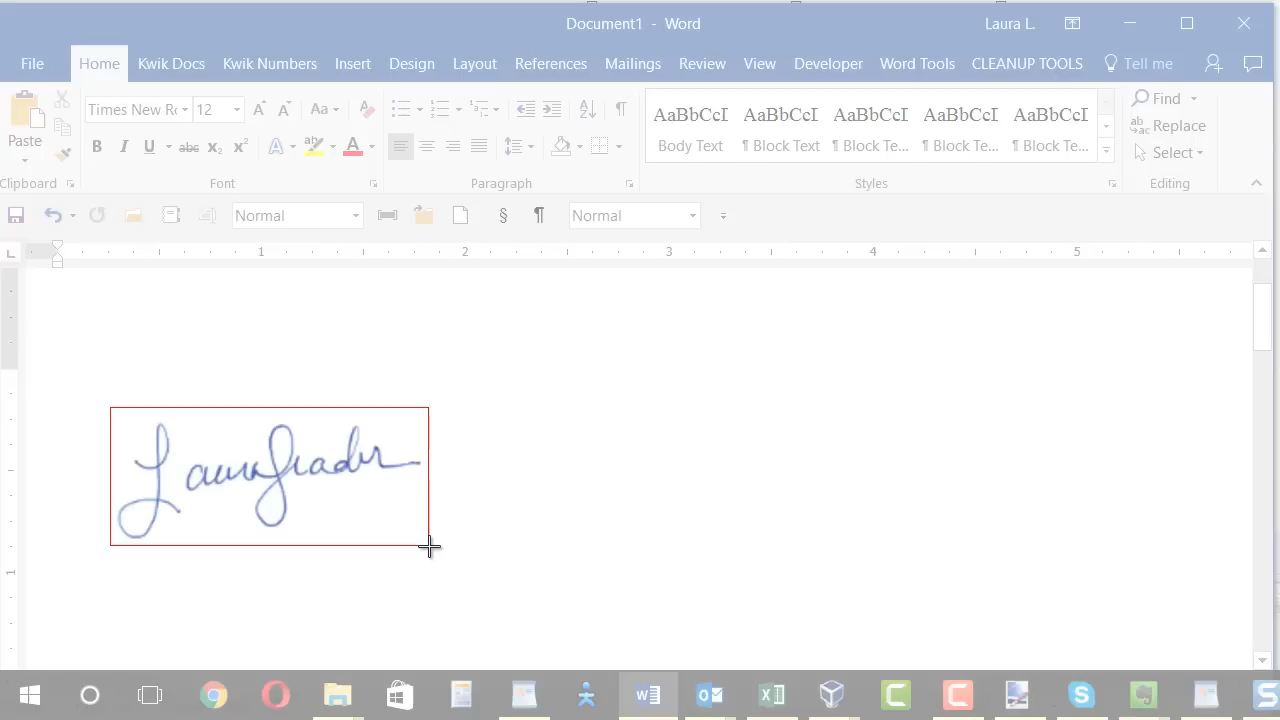 Document1 - Word
Laura L.
File Home Kwik Docs Kwik Numbers Insert Design Layout References Mailings Review View Developer Word Tools CLEANUP TOOLS Tell me
Paste
Times New Ro 12
Aa
B I U abc x₂ x²
AaBbCcI AaBbCcI AaBbCcI AaBbCcI AaBbCcI
Body Text ¶ Block Text ¶ Block Te... ¶ Block Te... ¶ Block Te...
Find
Replace
Select
Clipboard Font Paragraph Styles Editing
Normal § ¶ Normal
1 2 3 4 5
1